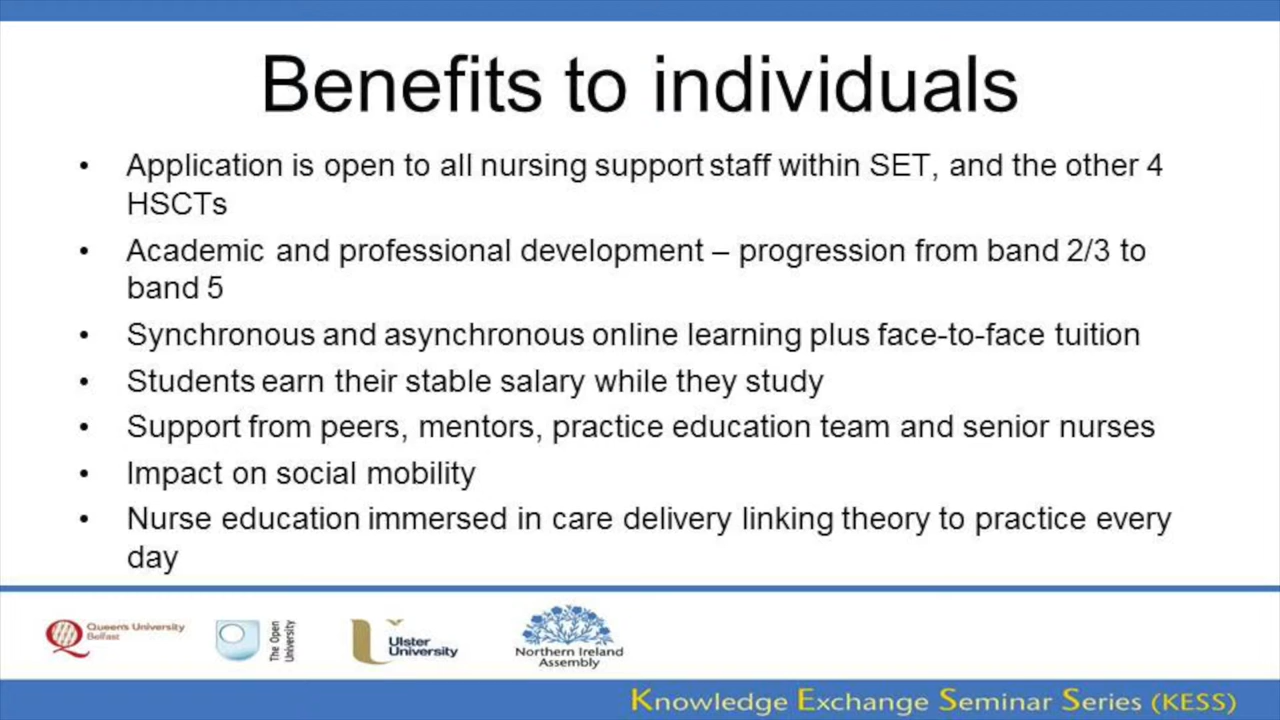 Benefits to individuals
• Application is open to all nursing support staff within SET, and the other 4
HSCTs
• Academic and professional development – progression from band 2/3 to
band 5
• Synchronous and asynchronous online learning plus face-to-face tuition
• Students earn their stable salary while they study
• Support from peers, mentors, practice education team and senior nurses
• Impact on social mobility
• Nurse education immersed in care delivery linking theory to practice every
day
Queen's University
Belfast
The Open
University
Ulster
University
Northern Ireland
Assembly
Knowledge Exchange Seminar Series (KESS)